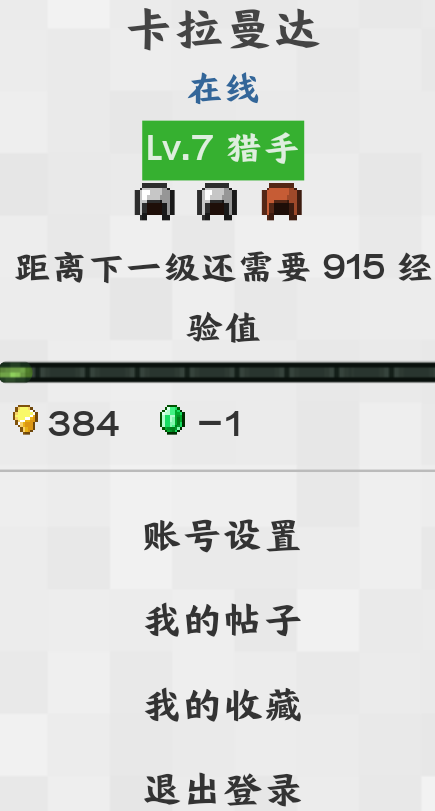 卡拉曼达
在线
Lv.7 猎手
距离下一级还需要 915 经
验值
384 −1
账号设置
我的帖子
我的收藏
退出登录